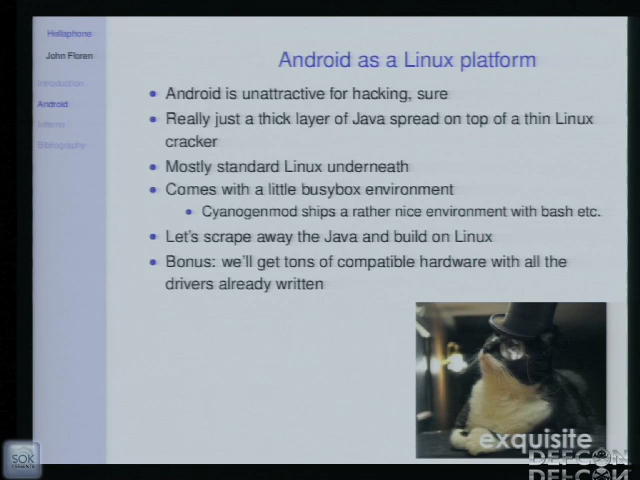 Hellaphone
John Floren
Introduction
Android
Inferno
Bibliography
Android as a Linux platform
Android is unattractive for hacking, sure
Really just a thick layer of Java spread on top of a thin Linux
cracker
Mostly standard Linux underneath
Comes with a little busybox environment
Cyanogenmod ships a rather nice environment with bash etc.
Let's scrape away the Java and build on Linux
Bonus: we'll get tons of compatible hardware with all the
drivers already written
exquisite
DEFCON
SOK